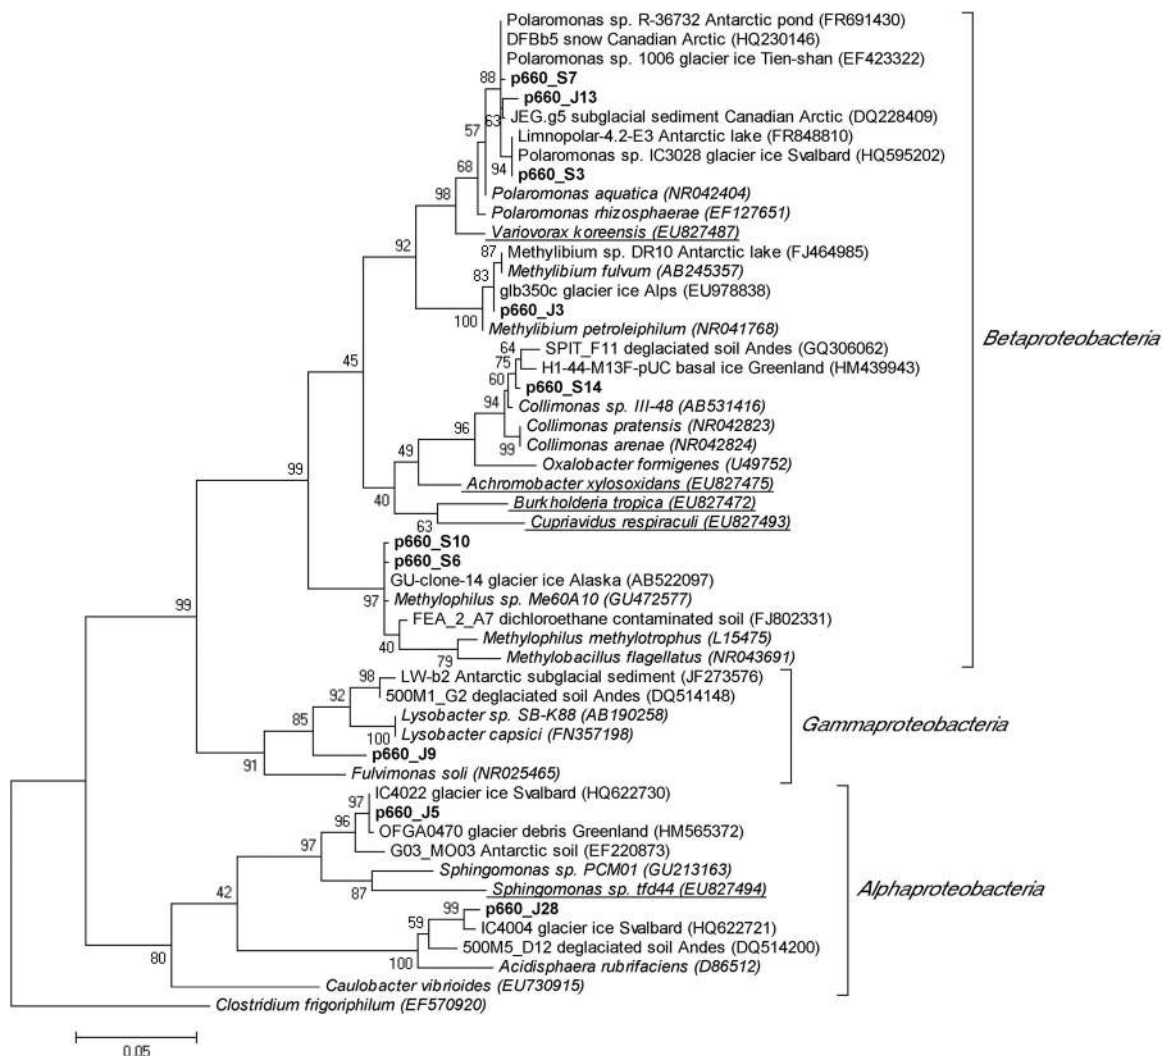 Polaromonas sp. R-36732 Antarctic pond (FR691430)
DFBb5 snow Canadian Arctic (HQ230146)
Polaromonas sp. 1006 glacier ice Tien-shan (EF423322)
88 p660_S7
p660_J13
63 JEG.g5 subglacial sediment Canadian Arctic (DQ228409)
57 Limnopolar-4.2-E3 Antarctic lake (FR848810)
Polaromonas sp. IC3028 glacier ice Svalbard (HQ595202)
68 94 p660_S3
98 Polaromonas aquatica (NR042404)
Polaromonas rhizosphaerae (EF127651)
Variovorax koreensis (EU827487)
92 87 Methylibium sp. DR10 Antarctic lake (FJ464985)
83 Methylibium fulvum (AB245357)
glb350c glacier ice Alps (EU978838)
p660_J3
100 Methylibium petroleiphilum (NR041768)
Betaproteobacteria
64 SPIT_F11 deglaciated soil Andes (GQ306062)
45 75 H1-44-M13F-pUC basal ice Greenland (HM439943)
60 p660_S14
94 Collimonas sp. III-48 (AB531416)
Collimonas pratensis (NR042823)
96 99 Collimonas arenae (NR042824)
49 Oxalobacter formigenes (U49752)
99 Achromobacter xylosoxidans (EU827475)
40 Burkholderia tropica (EU827472)
63 Cupriavidus respiraculi (EU827493)
p660_S10
p660_S6
GU-clone-14 glacier ice Alaska (AB522097)
97 Methylophilus sp. Me60A10 (GU472577)
99 FEA_2_A7 dichloroethane contaminated soil (FJ802331)
40 Methylophilus methylotrophus (L15475)
79 Methylobacillus flagellatus (NR043691)
98 LW-b2 Antarctic subglacial sediment (JF273576)
92 500M1_G2 deglaciated soil Andes (DQ514148)
85 Lysobacter sp. SB-K88 (AB190258)
100 Lysobacter capsici (FN357198)
Gammaproteobacteria
p660_J9
91 Fulvimonas soli (NR025465)
IC4022 glacier ice Svalbard (HQ622730)
97 p660_J5
96 OFGA0470 glacier debris Greenland (HM565372)
97 G03_MO03 Antarctic soil (EF220873)
Sphingomonas sp. PCM01 (GU213163)
87 Sphingomonas sp. tfd44 (EU827494)
Alphaproteobacteria
42 99 p660_J28
59 IC4004 glacier ice Svalbard (HQ622721)
500M5_D12 deglaciated soil Andes (DQ514200)
80 100 Acidisphaera rubrifaciens (D86512)
Caulobacter vibrioides (EU730915)
Clostridium frigoriphilum (EF570920)
0.05